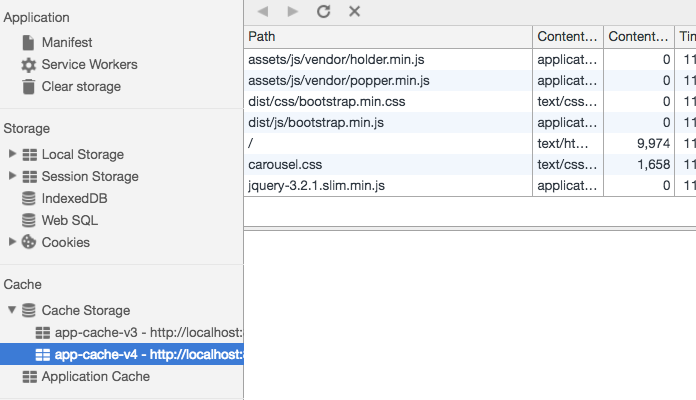 Application
Manifest
Service Workers
Clear storage
Storage
Local Storage
Session Storage
IndexedDB
Web SQL
Cookies
Cache
Cache Storage
app-cache-v3 - http://localhost:
app-cache-v4 - http://localhost:
Application Cache
Path Content… Content… Tim
assets/js/vendor/holder.min.js applicat… 0 11
assets/js/vendor/popper.min.js applicat… 0 11
dist/css/bootstrap.min.css text/css… 0 11
dist/js/bootstrap.min.js applicat… 0 11
/ text/ht… 9,974 11
carousel.css text/css… 1,658 11
jquery-3.2.1.slim.min.js applicat… 0 11